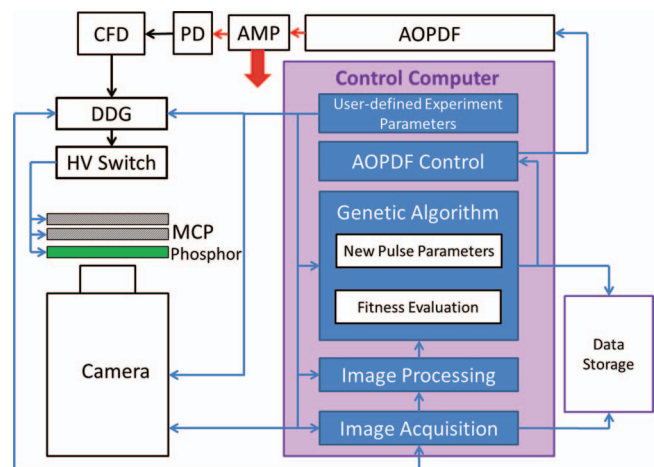 CFD
PD
AMP
AOPDF
Control Computer
User-defined Experiment
Parameters
DDG
AOPDF Control
HV Switch
Genetic Algorithm
MCP
New Pulse Parameters
Phosphor
Fitness Evaluation
Data
Storage
Camera
Image Processing
Image Acquisition